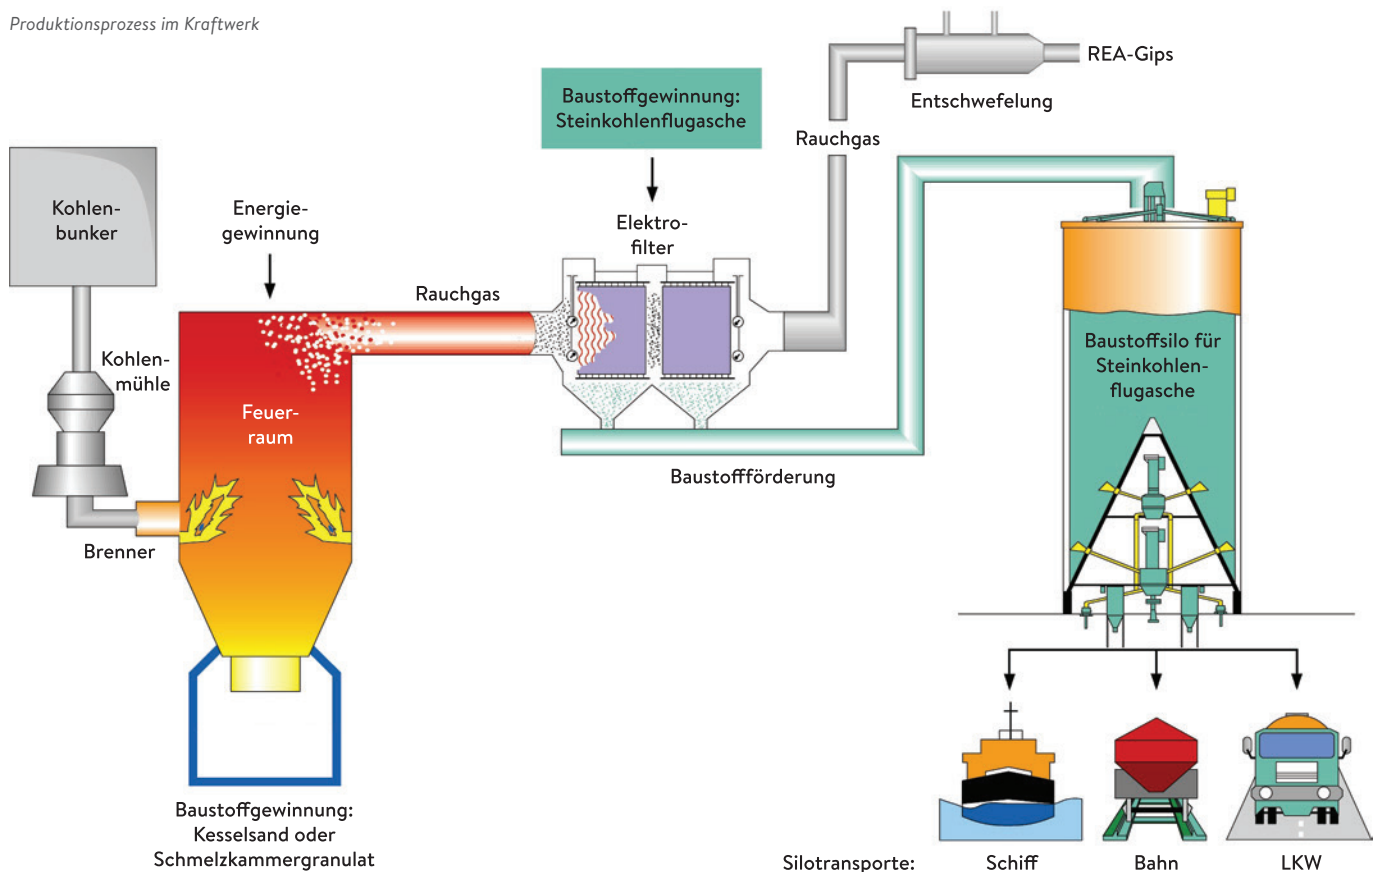 Produktionsprozess im Kraftwerk
REA-Gips
Entschwefelung
Baustoffgewinnung:
Steinkohlenflugasche
Rauchgas
Kohlen-
bunker
Energie-
gewinnung
Elektro-
filter
Rauchgas
Kohlen-
mühle
Baustoffsilo für
Steinkohlen-
flugasche
Feuer-
raum
Baustoffförderung
Brenner
Baustoffgewinnung:
Kesselsand oder
Schmelzkammergranulat
Silotransporte:
Schiff
Bahn
LKW